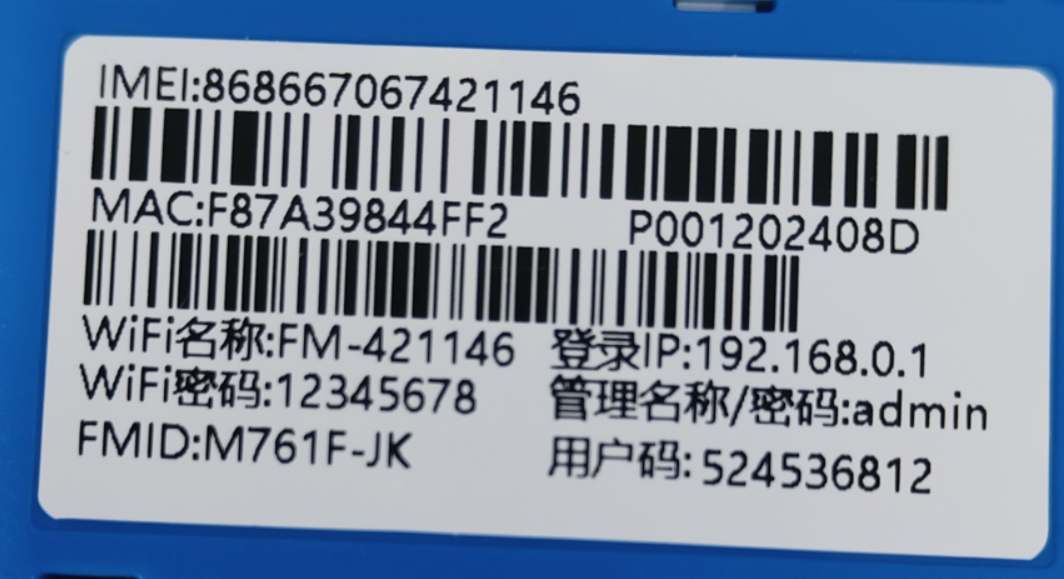 IMEI:868667067421146
MAC:F87A39844FF2 P001202408D
WiFi名称:FM-421146 登录IP:192.168.0.1
WiFi密码:12345678 管理名称/密码:admin
FMID:M761F-JK 用户码:524536812